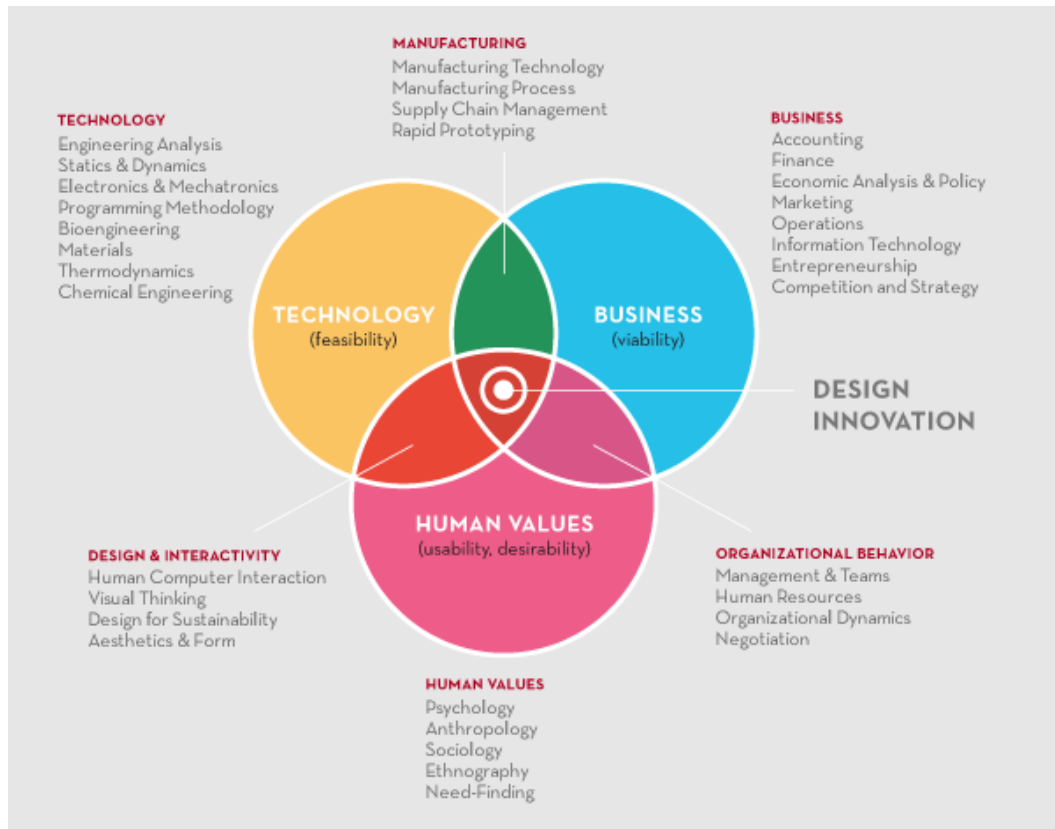 MANUFACTURING
Manufacturing Technology
Manufacturing Process
Supply Chain Management
Rapid Prototyping
TECHNOLOGY
Engineering Analysis
Statics & Dynamics
Electronics & Mechatronics
Programming Methodology
Bioengineering
Materials
Thermodynamics
Chemical Engineering
BUSINESS
Accounting
Finance
Economic Analysis & Policy
Marketing
Operations
Information Technology
Entrepreneurship
Competition and Strategy
TECHNOLOGY
(feasibility)
BUSINESS
(viability)
DESIGN
INNOVATION
HUMAN VALUES
(usability, desirability)
DESIGN & INTERACTIVITY
Human Computer Interaction
Visual Thinking
Design for Sustainability
Aesthetics & Form
ORGANIZATIONAL BEHAVIOR
Management & Teams
Human Resources
Organizational Dynamics
Negotiation
HUMAN VALUES
Psychology
Anthropology
Sociology
Ethnography
Need-Finding